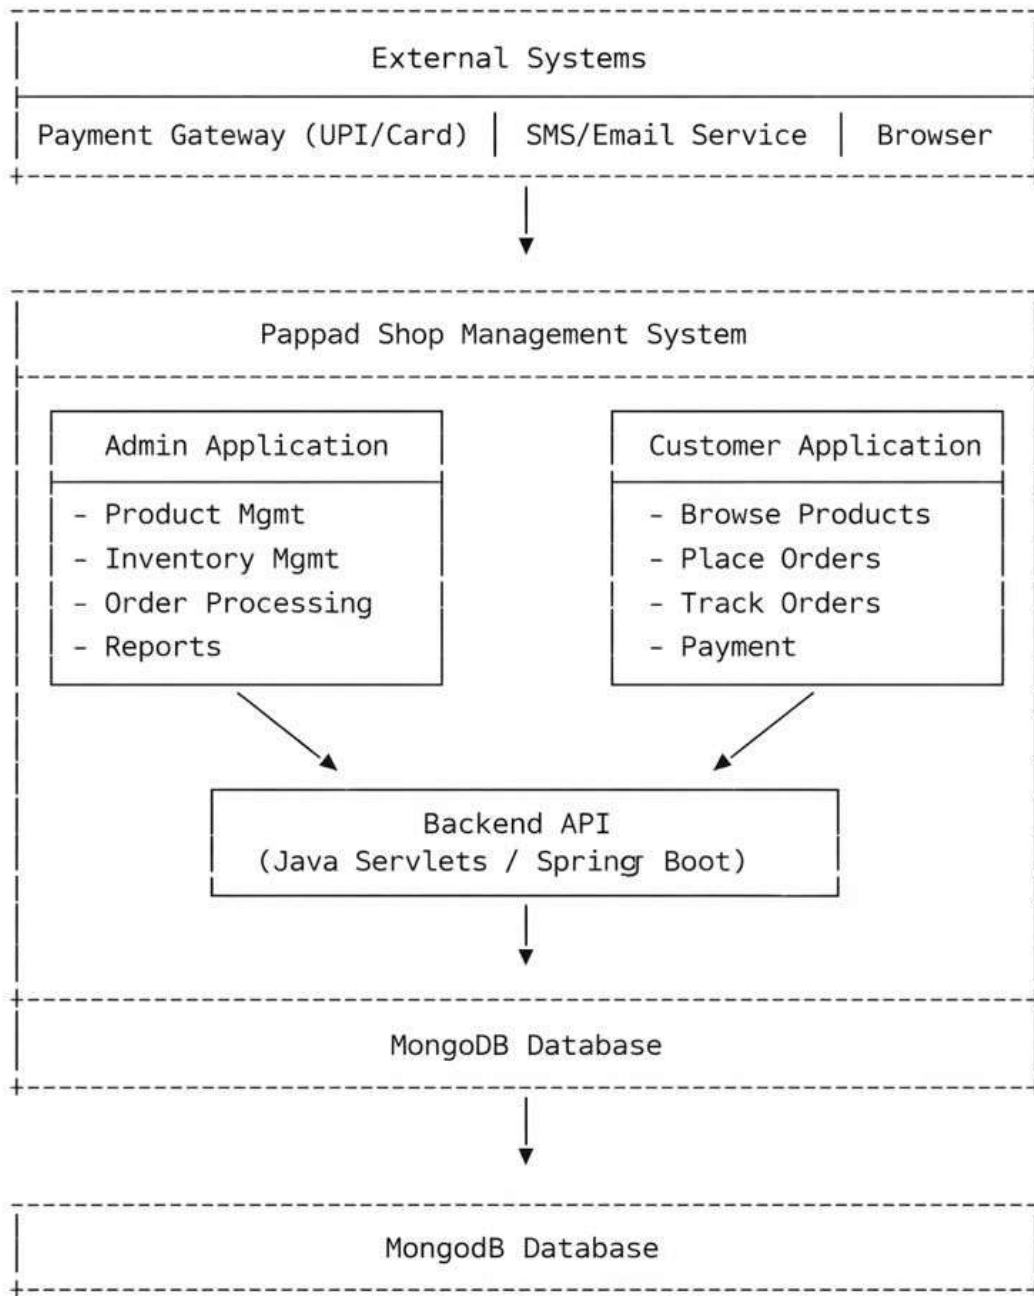 External Systems
Payment Gateway (UPI/Card) | SMS/Email Service | Browser
Pappad Shop Management System
Admin Application
- Product Mgmt
- Inventory Mgmt
- Order Processing
- Reports
Customer Application
- Browse Products
- Place Orders
- Track Orders
- Payment
Backend API
(Java Servlets / Spring Boot)
MongoDB Database
MongodB Database